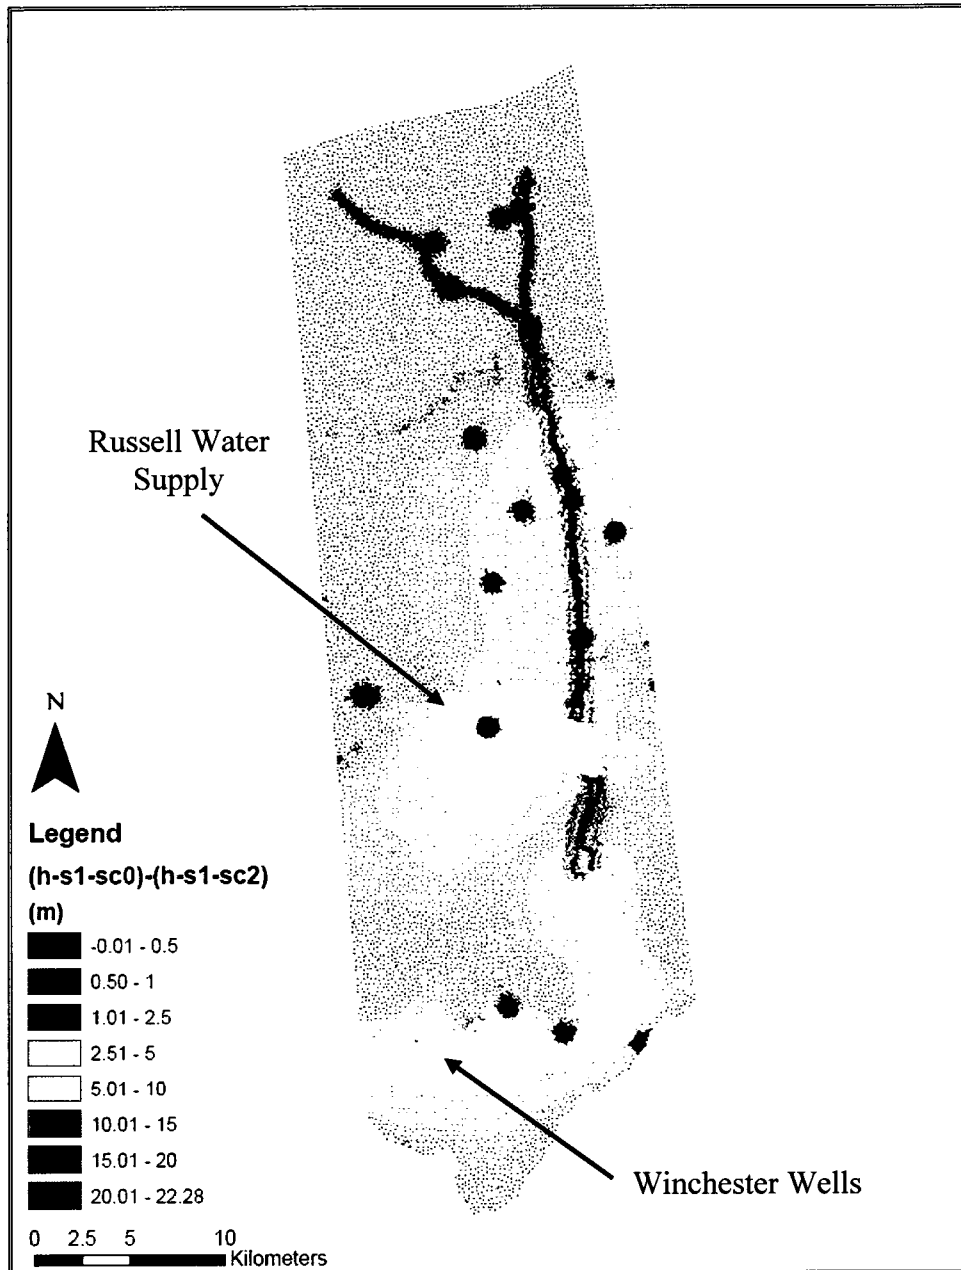 Russell Water
Supply
N
Legend
(h-s1-sc0)-(h-s1-sc2)
(m)
-0.01 - 0.5
0.50 - 1
1.01 - 2.5
2.51 - 5
5.01 - 10
10.01 - 15
15.01 - 20
20.01 - 22.28
0 2.5 5 10
Kilometers
Winchester Wells